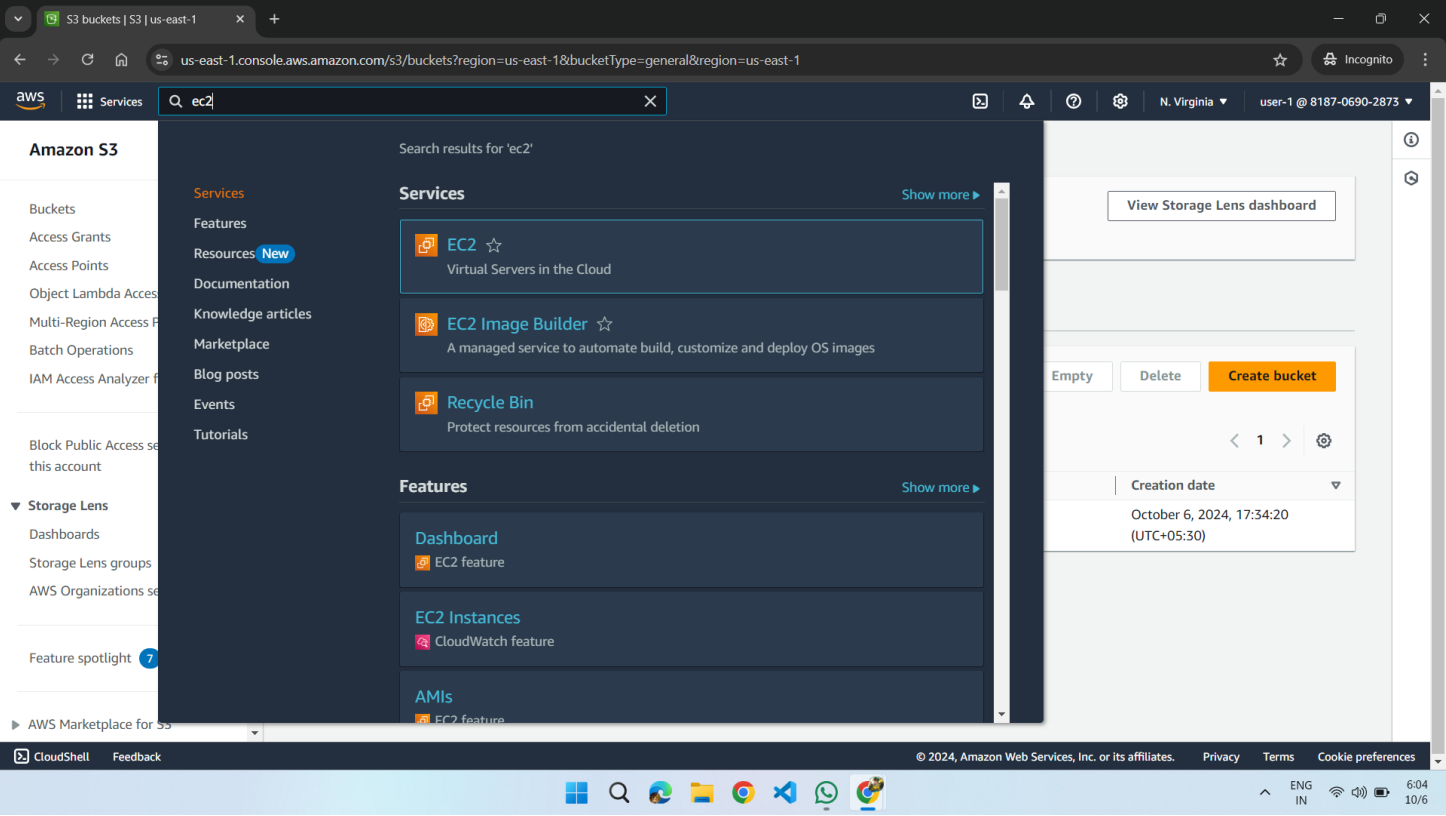 S3 buckets | S3 | us-east-1
us-east-1.console.aws.amazon.com/s3/buckets?region=us-east-1&bucketType=general&region=us-east-1
Incognito
aws
Services
ec2
N. Virginia
user-1 @ 8187-0690-2873
Amazon S3
Buckets
Access Grants
Access Points
Object Lambda Acces
Multi-Region Access P
Batch Operations
IAM Access Analyzer f
Block Public Access se
this account
Storage Lens
Dashboards
Storage Lens groups
AWS Organizations se
Feature spotlight 7
AWS Marketplace for S3
Search results for 'ec2'
Services
Features
Resources New
Documentation
Knowledge articles
Marketplace
Blog posts
Events
Tutorials
Services
Show more
EC2
Virtual Servers in the Cloud
EC2 Image Builder
A managed service to automate build, customize and deploy OS images
Recycle Bin
Protect resources from accidental deletion
Features
Show more
Dashboard
EC2 feature
EC2 Instances
CloudWatch feature
AMIs
EC2 feature
View Storage Lens dashboard
Empty
Delete
Create bucket
1
Creation date
October 6, 2024, 17:34:20
(UTC+05:30)
CloudShell
Feedback
© 2024, Amazon Web Services, Inc. or its affiliates.
Privacy
Terms
Cookie preferences
ENG
IN
6:04
10/6